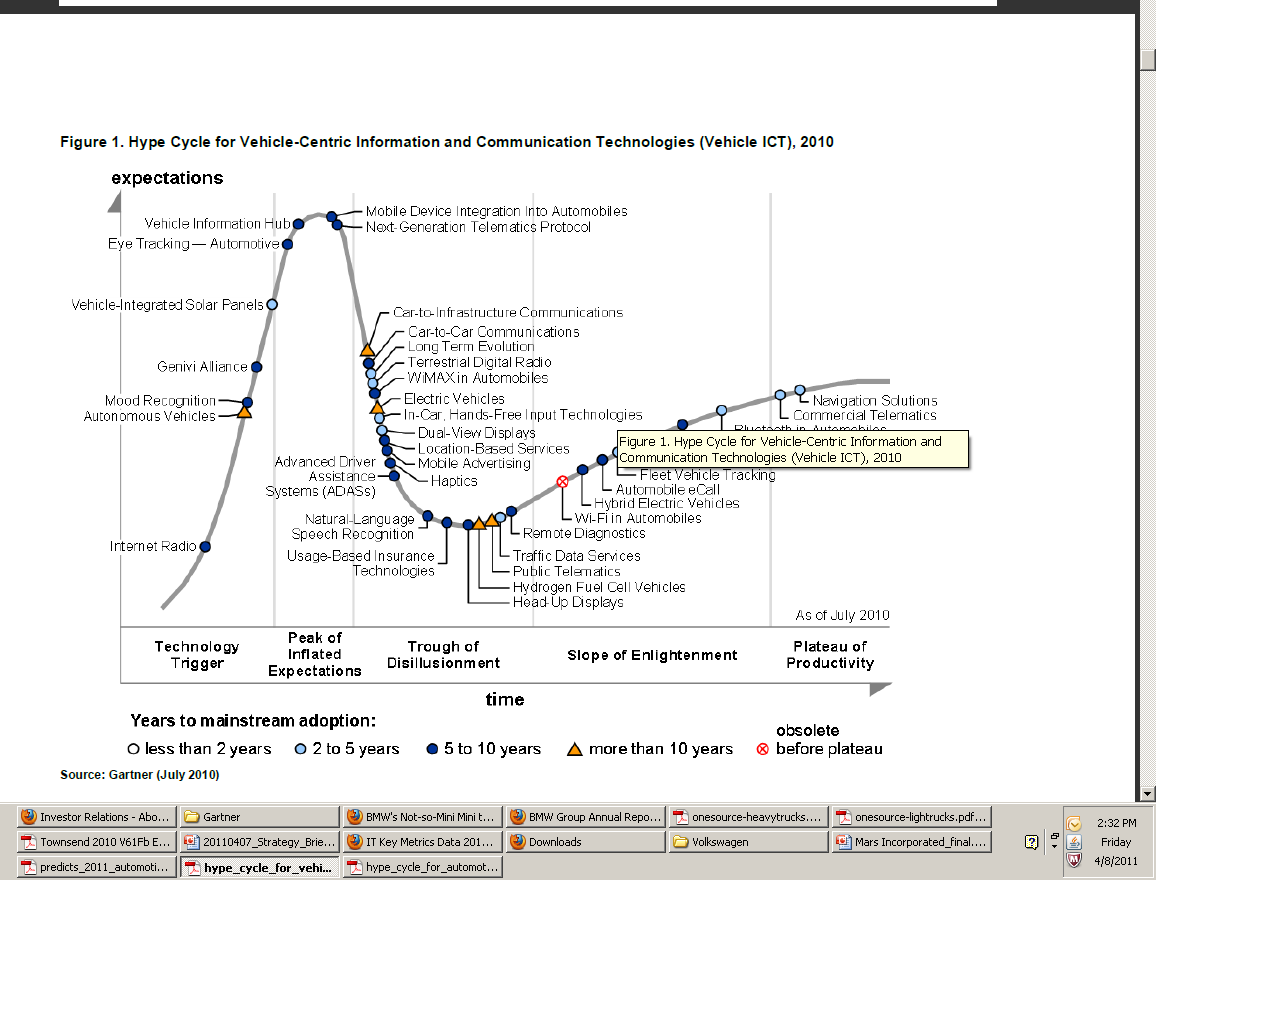 Figure 1. Hype Cycle for Vehicle-Centric Information and Communication Technologies (Vehicle ICT), 2010
expectations
Mobile Device Integration Into Automobiles
Vehicle Information Hub
Next-Generation Telematics Protocol
Eye Tracking — Automotive
Vehicle-Integrated Solar Panels
Car-to-Infrastructure Communications
Car-to-Car Communications
Long Term Evolution
Terrestrial Digital Radio
Genivi Alliance
WiMAX in Automobiles
Electric Vehicles
Mood Recognition
Autonomous Vehicles
In-Car, Hands-Free Input Technologies
Navigation Solutions
Commercial Telematics
Dual-View Displays
Bluetooth in Automobiles
Figure 1. Hype Cycle for Vehicle-Centric Information and
Communication Technologies (Vehicle ICT), 2010
Location-Based Services
Mobile Advertising
Haptics
Advanced Driver
Assistance
Systems (ADASs)
Fleet Vehicle Tracking
Automobile eCall
Hybrid Electric Vehicles
Wi-Fi in Automobiles
Natural-Language
Speech Recognition
Remote Diagnostics
Internet Radio
Usage-Based Insurance
Technologies
Traffic Data Services
Public Telematics
Hydrogen Fuel Cell Vehicles
Head-Up Displays
As of July 2010
Technology
Trigger
Peak of
Inflated
Expectations
Trough of
Disillusionment
Slope of Enlightenment
Plateau of
Productivity
time
Years to mainstream adoption:
less than 2 years
2 to 5 years
5 to 10 years
more than 10 years
obsolete
before plateau
Source: Gartner (July 2010)
Investor Relations - Abo...
Gartner
BMW's Not-so-Mini Mini t...
BMW Group Annual Repo...
onesource-heavytrucks....
onesource-lightrucks.pdf...
Townsend 2010 V61Fb E...
20110407_Strategy_Brie...
IT Key Metrics Data 201...
Downloads
Volkswagen
Mars Incorporated_final....
predicts_2011_automoti...
hype_cycle_for_vehi...
hype_cycle_for_automot...
2:32 PM
Friday
4/8/2011